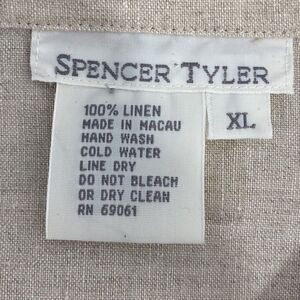 SPENCER TYLER
XL
100% LINEN
MADE IN MACAU
HAND WASH
COLD WATER
LINE DRY
DO NOT BLEACH
OR DRY CLEAN
RN 69061